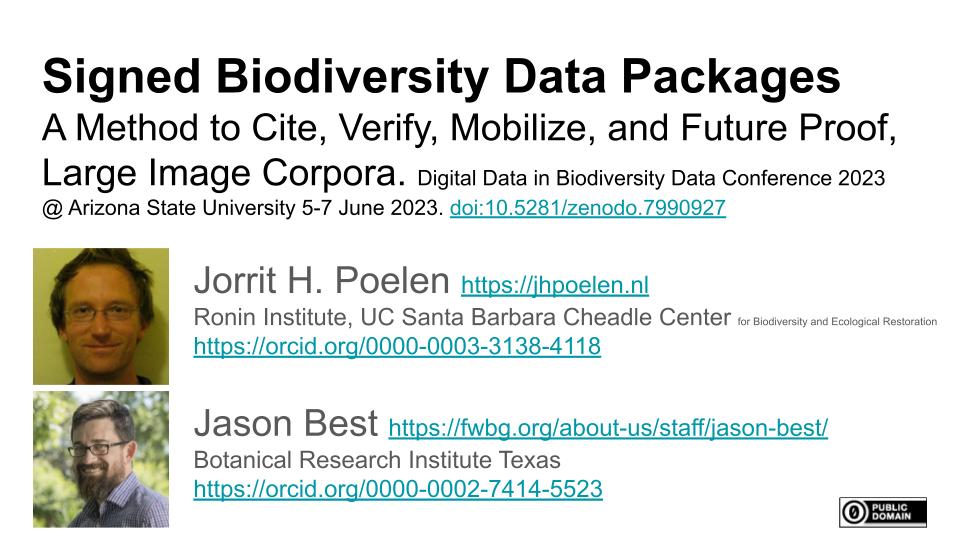 Signed Biodiversity Data Packages
A Method to Cite, Verify, Mobilize, and Future Proof,
Large Image Corpora. Digital Data in Biodiversity Data Conference 2023
@ Arizona State University 5-7 June 2023. doi:10.5281/zenodo.7990927
Jorrit H. Poelen https://jhpoelen.nl
Ronin Institute, UC Santa Barbara Cheadle Center for Biodiversity and Ecological Restoration
https://orcid.org/0000-0003-3138-4118
Jason Best https://fwbg.org/about-us/staff/jason-best/
Botanical Research Institute Texas
https://orcid.org/0000-0002-7414-5523
0 PUBLIC
DOMAIN